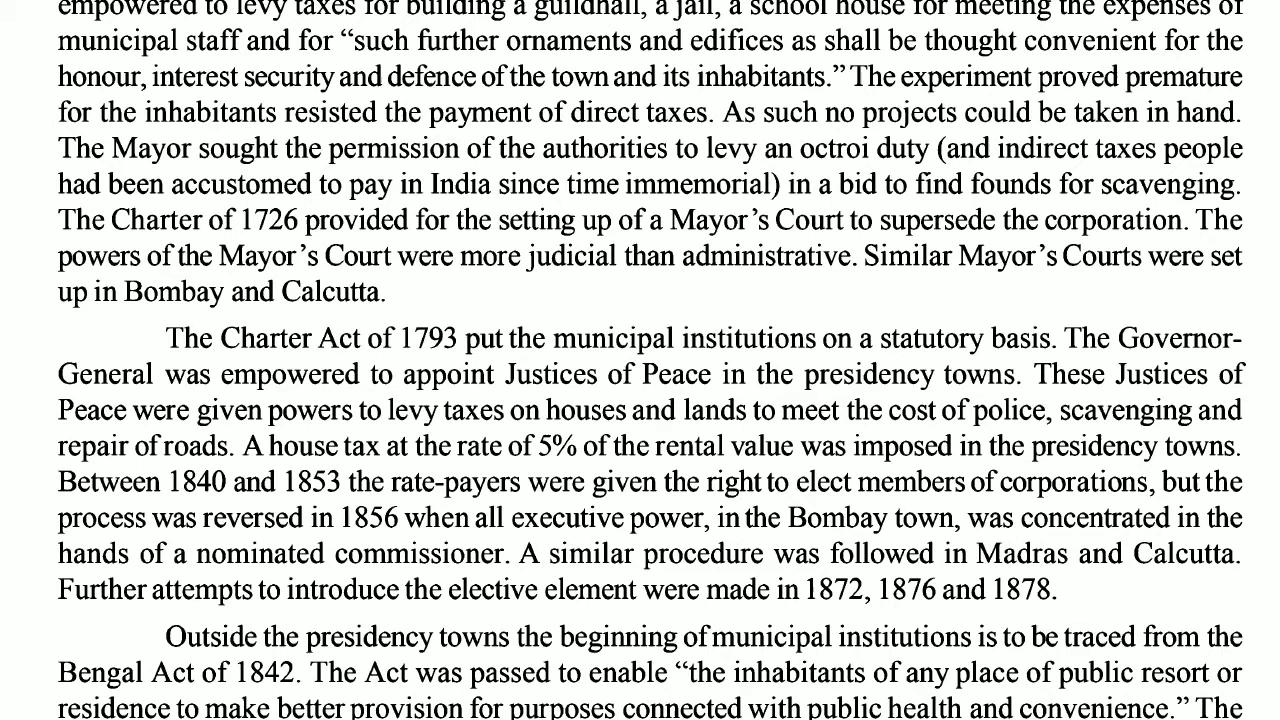 empowered to levy taxes for building a guildhall, a jail, a school house for meeting the expenses of
municipal staff and for “such further ornaments and edifices as shall be thought convenient for the
honour, interest security and defence of the town and its inhabitants.” The experiment proved premature
for the inhabitants resisted the payment of direct taxes. As such no projects could be taken in hand.
The Mayor sought the permission of the authorities to levy an octroi duty (and indirect taxes people
had been accustomed to pay in India since time immemorial) in a bid to find founds for scavenging.
The Charter of 1726 provided for the setting up of a Mayor’s Court to supersede the corporation. The
powers of the Mayor’s Court were more judicial than administrative. Similar Mayor’s Courts were set
up in Bombay and Calcutta.
The Charter Act of 1793 put the municipal institutions on a statutory basis. The Governor-
General was empowered to appoint Justices of Peace in the presidency towns. These Justices of
Peace were given powers to levy taxes on houses and lands to meet the cost of police, scavenging and
repair of roads. A house tax at the rate of 5% of the rental value was imposed in the presidency towns.
Between 1840 and 1853 the rate-payers were given the right to elect members of corporations, but the
process was reversed in 1856 when all executive power, in the Bombay town, was concentrated in the
hands of a nominated commissioner. A similar procedure was followed in Madras and Calcutta.
Further attempts to introduce the elective element were made in 1872, 1876 and 1878.
Outside the presidency towns the beginning of municipal institutions is to be traced from the
Bengal Act of 1842. The Act was passed to enable “the inhabitants of any place of public resort or
residence to make better provision for purposes connected with public health and convenience.” The